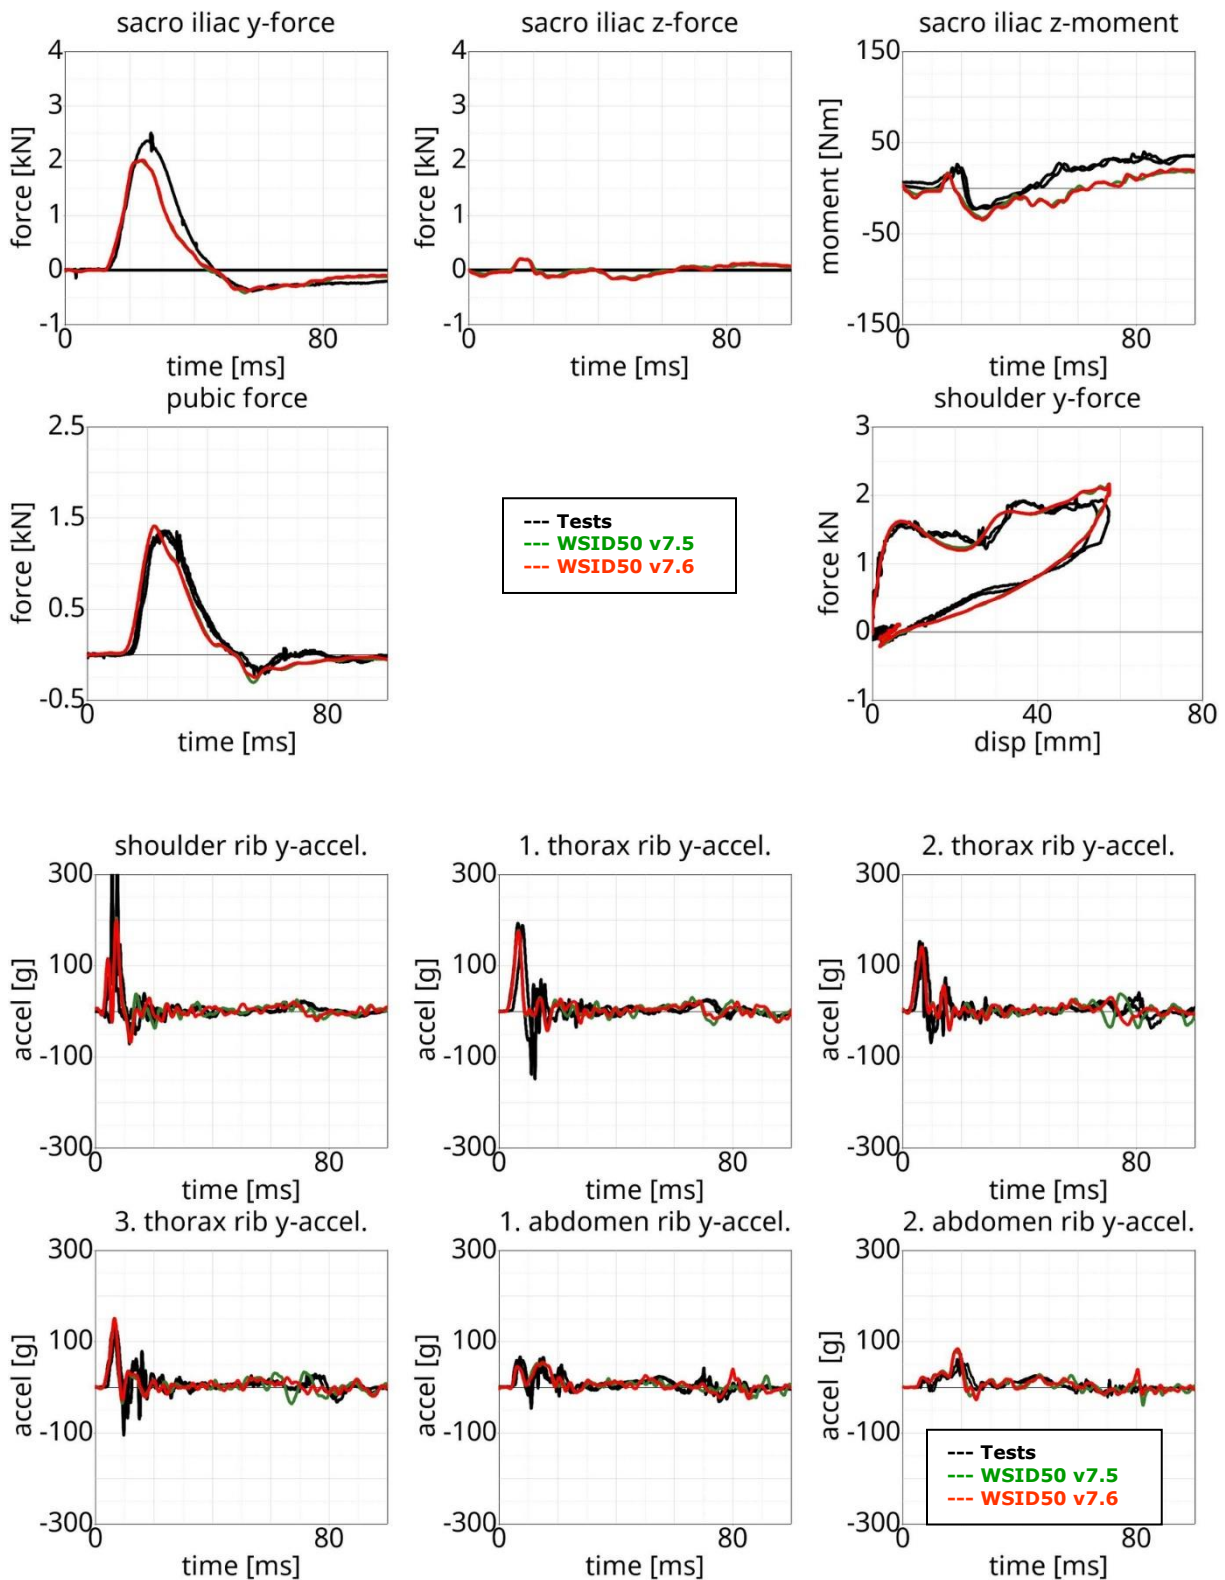 sacro iliac y-force
sacro iliac z-force
sacro iliac z-moment
4
3
2
1
0
-1
force [kN]
0
80
time [ms]
4
3
2
1
0
-1
force [kN]
0
80
time [ms]
150
50
-50
-150
moment [Nm]
0
80
time [ms]
pubic force
shoulder y-force
2.5
1.5
0.5
-0.5
force [kN]
0
80
time [ms]
--- Tests
--- WSID50 v7.5
--- WSID50 v7.6
3
2
1
0
-1
force kN
0
40
80
disp [mm]
shoulder rib y-accel.
1. thorax rib y-accel.
2. thorax rib y-accel.
300
100
-100
-300
accel [g]
0
80
time [ms]
300
100
-100
-300
accel [g]
0
80
time [ms]
300
100
-100
-300
accel [g]
0
80
time [ms]
3. thorax rib y-accel.
1. abdomen rib y-accel.
2. abdomen rib y-accel.
300
100
-100
-300
accel [g]
0
80
time [ms]
300
100
-100
-300
accel [g]
0
80
time [ms]
300
100
-100
-300
accel [g]
--- Tests
--- WSID50 v7.5
--- WSID50 v7.6
0
80
time [ms]